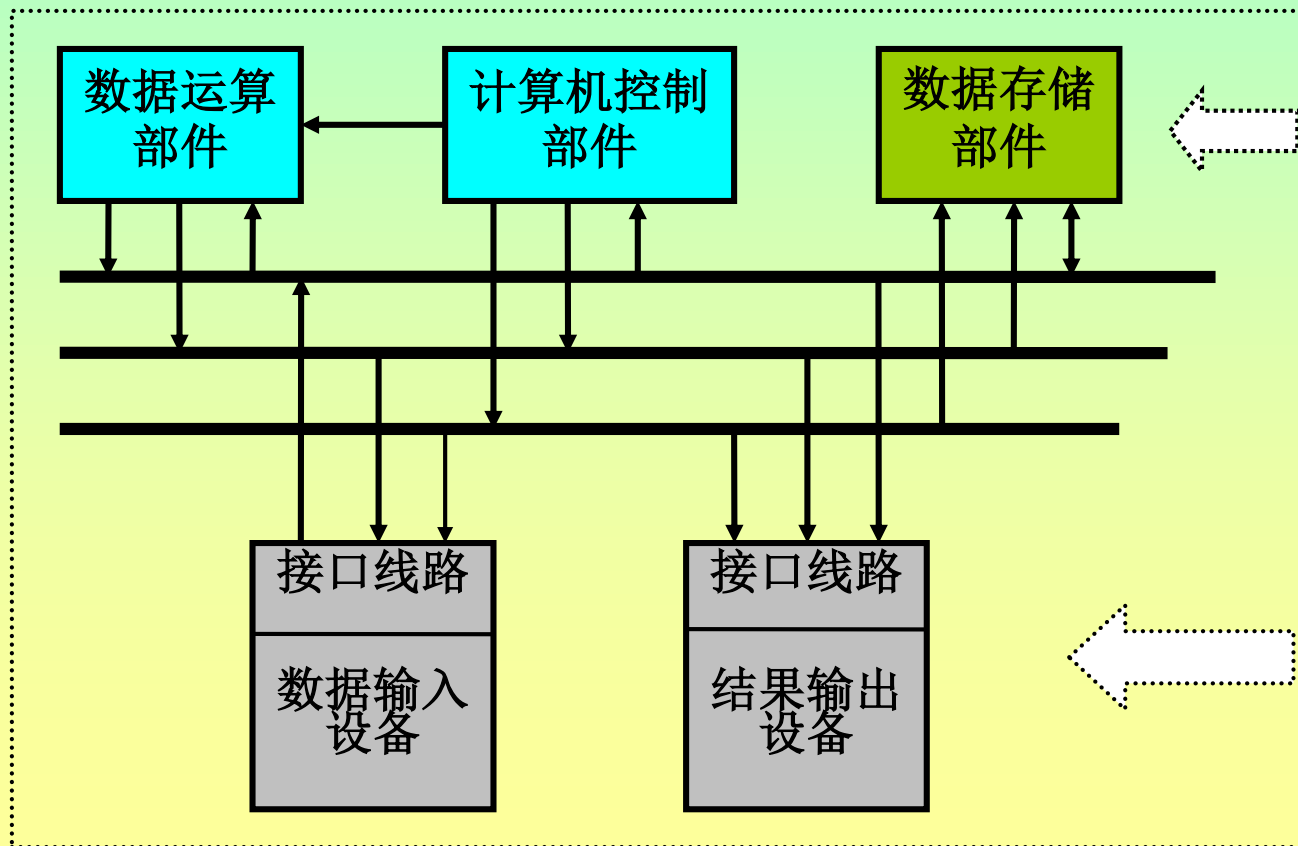 数据运算
部件
计算机控制
部件
数据存储
部件
接口线路
数据输入
设备
接口线路
结果输出
设备